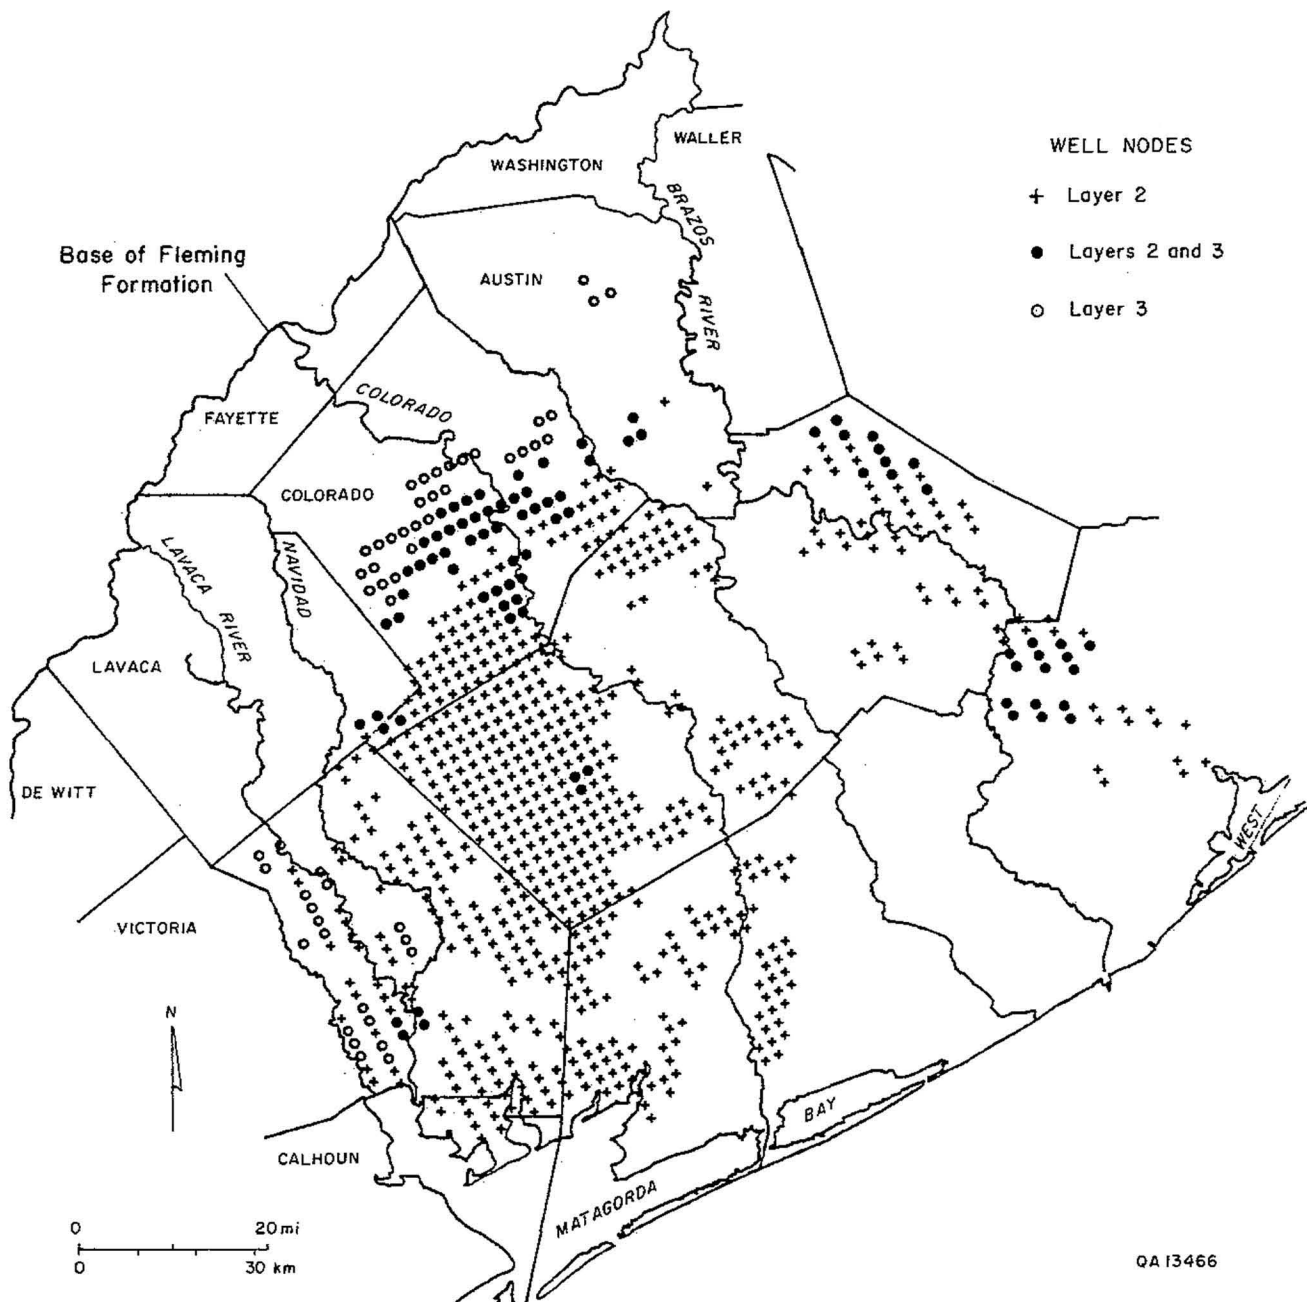 WALLER
WELL NODES
WASHINGTON
Layer 2
BRAZOS
RIVER
Base of Fleming
Formation
Layers 2 and 3
AUSTIN
Layer 3
COLORADO
FAYETTE
COLORADO
LAVACA
RIVER
NAVIDAD
LAVACA
DE WITT
WEST
VICTORIA
N
BAY
CALHOUN
MATAGORDA
0 20 mi
0 30 km
QA13466